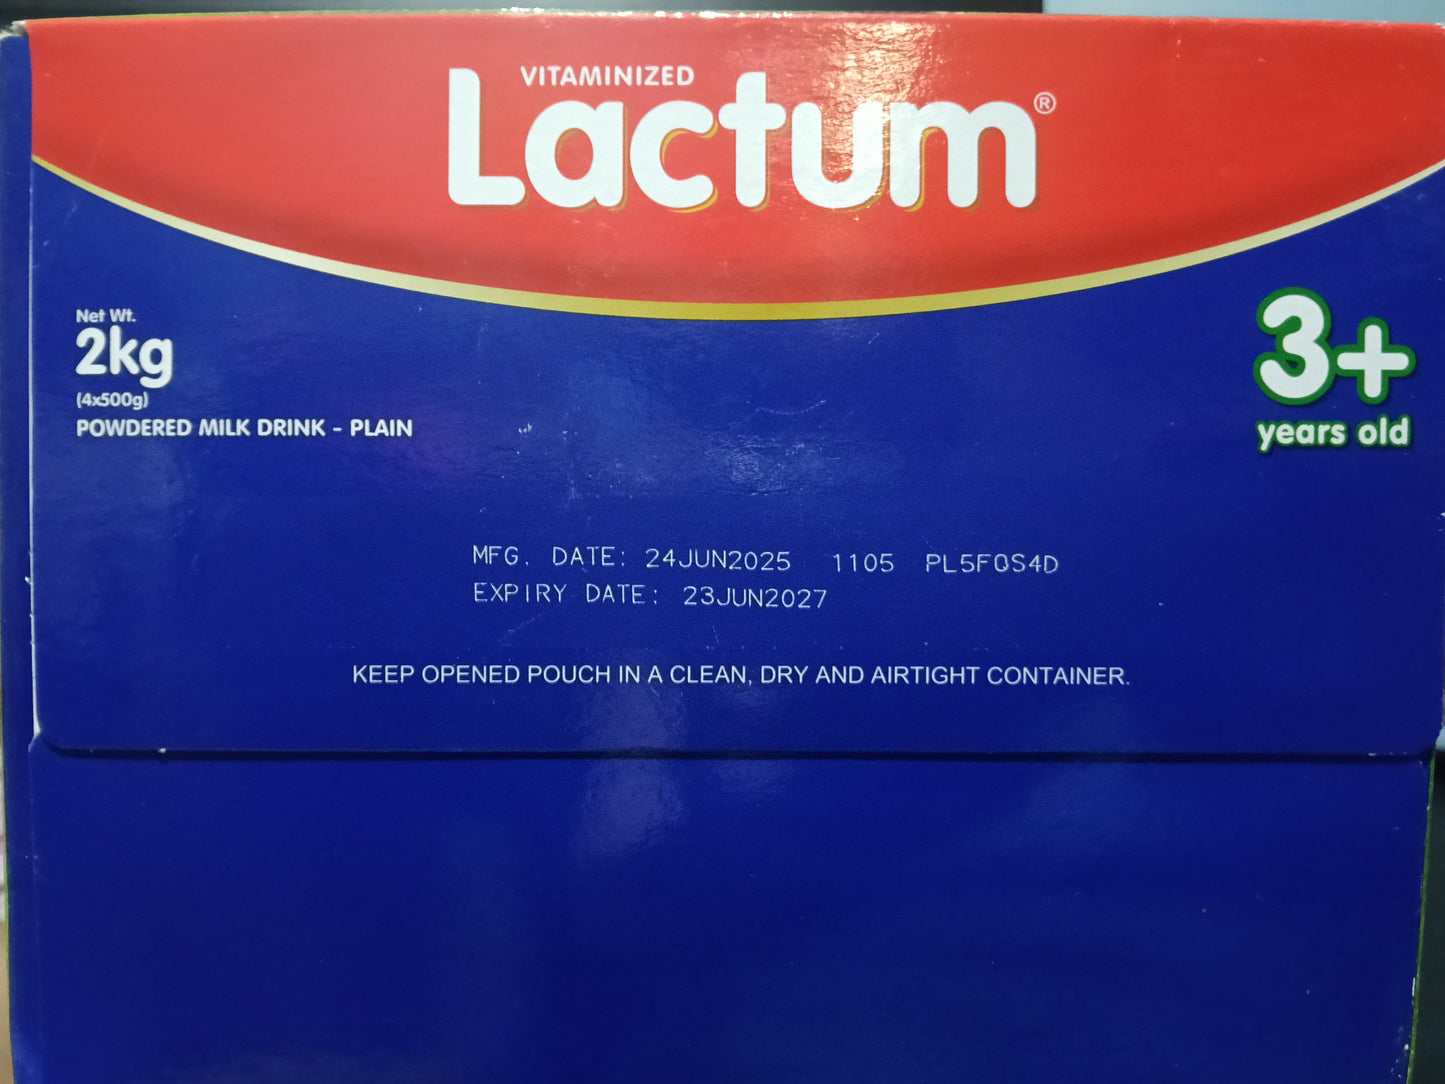 VITAMINIZED
Lactum®
Net Wt.
2kg
(4x500g)
POWDERED MILK DRINK - PLAIN
3+
years old
MFG. DATE: 24JUN2025 1105 PL5FQS4D
EXPIRY DATE: 23JUN2027
KEEP OPENED POUCH IN A CLEAN, DRY AND AIRTIGHT CONTAINER.